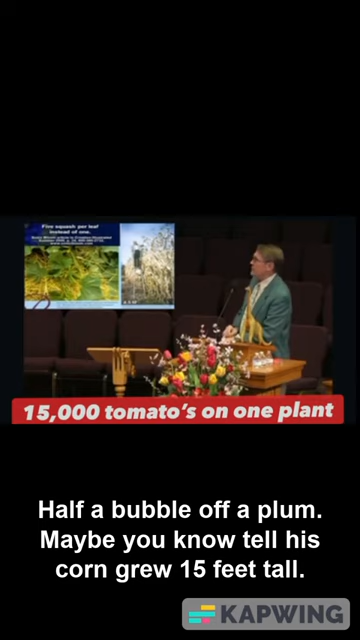 Five squash per leaf
instead of one.
15,000 tomato's on one plant
Half a bubble off a plum.
Maybe you know tell his
corn grew 15 feet tall.
KAPWING